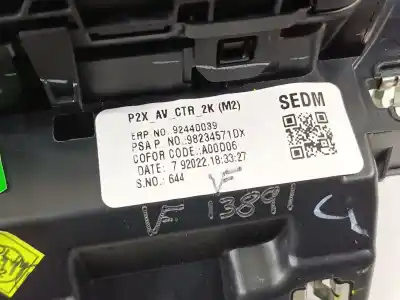 P2X_AV_CTR_2K (M2)
SEDM
ERP NO.:92440039
PSA P. NO.:98234571DX
COFOR CODE:A00D06
DATE: 7 92022.18:33:27
S.NO.: 644
VF
VF 13891